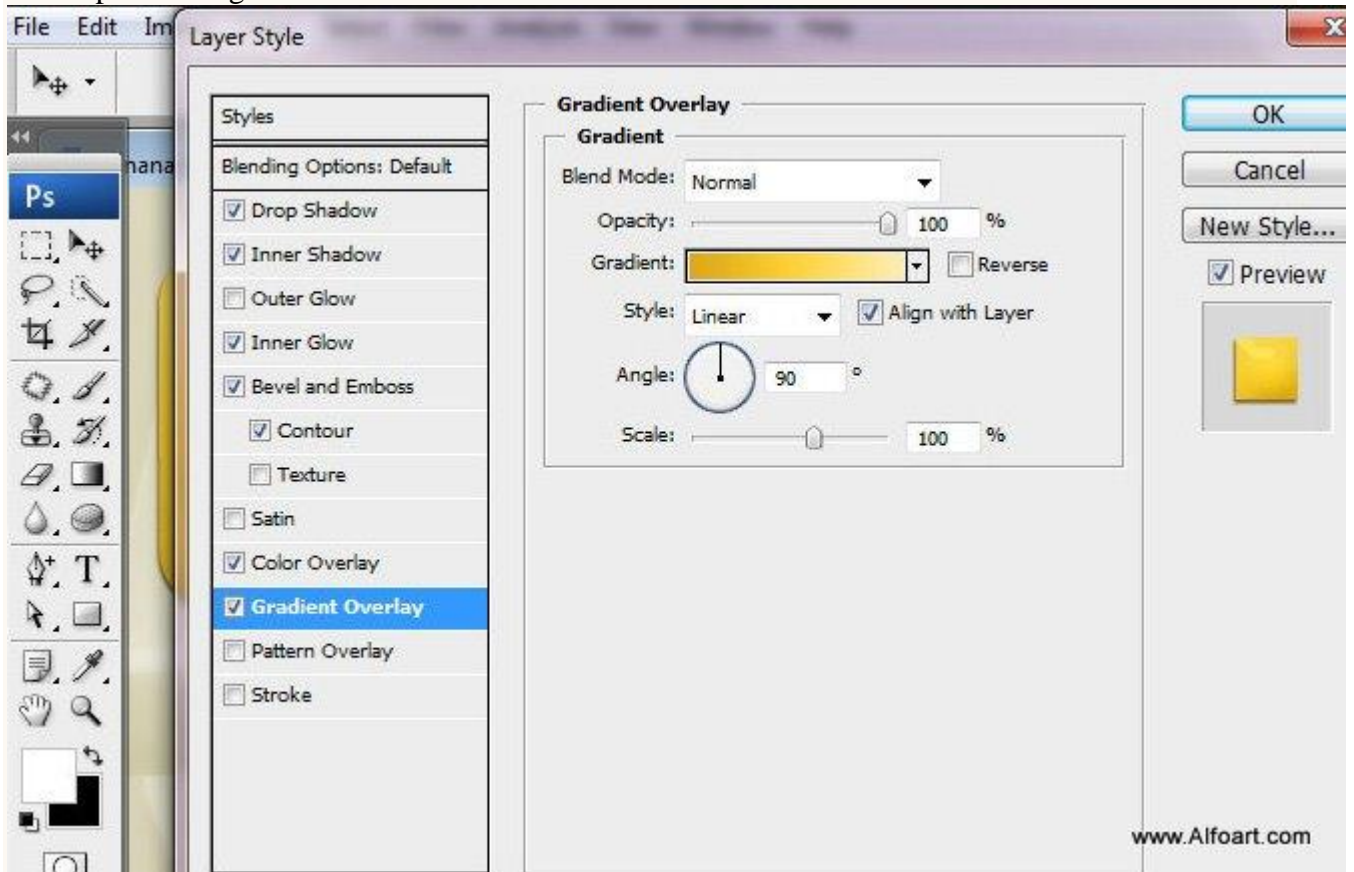 File Edit Im
Layer Style
Ps
Styles
Blending Options: Default
Drop Shadow
Inner Shadow
Outer Glow
Inner Glow
Bevel and Emboss
Contour
Texture
Satin
Color Overlay
Gradient Overlay
Pattern Overlay
Stroke
Gradient Overlay
Gradient
Blend Mode: Normal
Opacity: 100 %
Gradient: Reverse
Style: Linear Align with Layer
Angle: 90 °
Scale: 100 %
OK
Cancel
New Style...
Preview
www.Alfoart.com